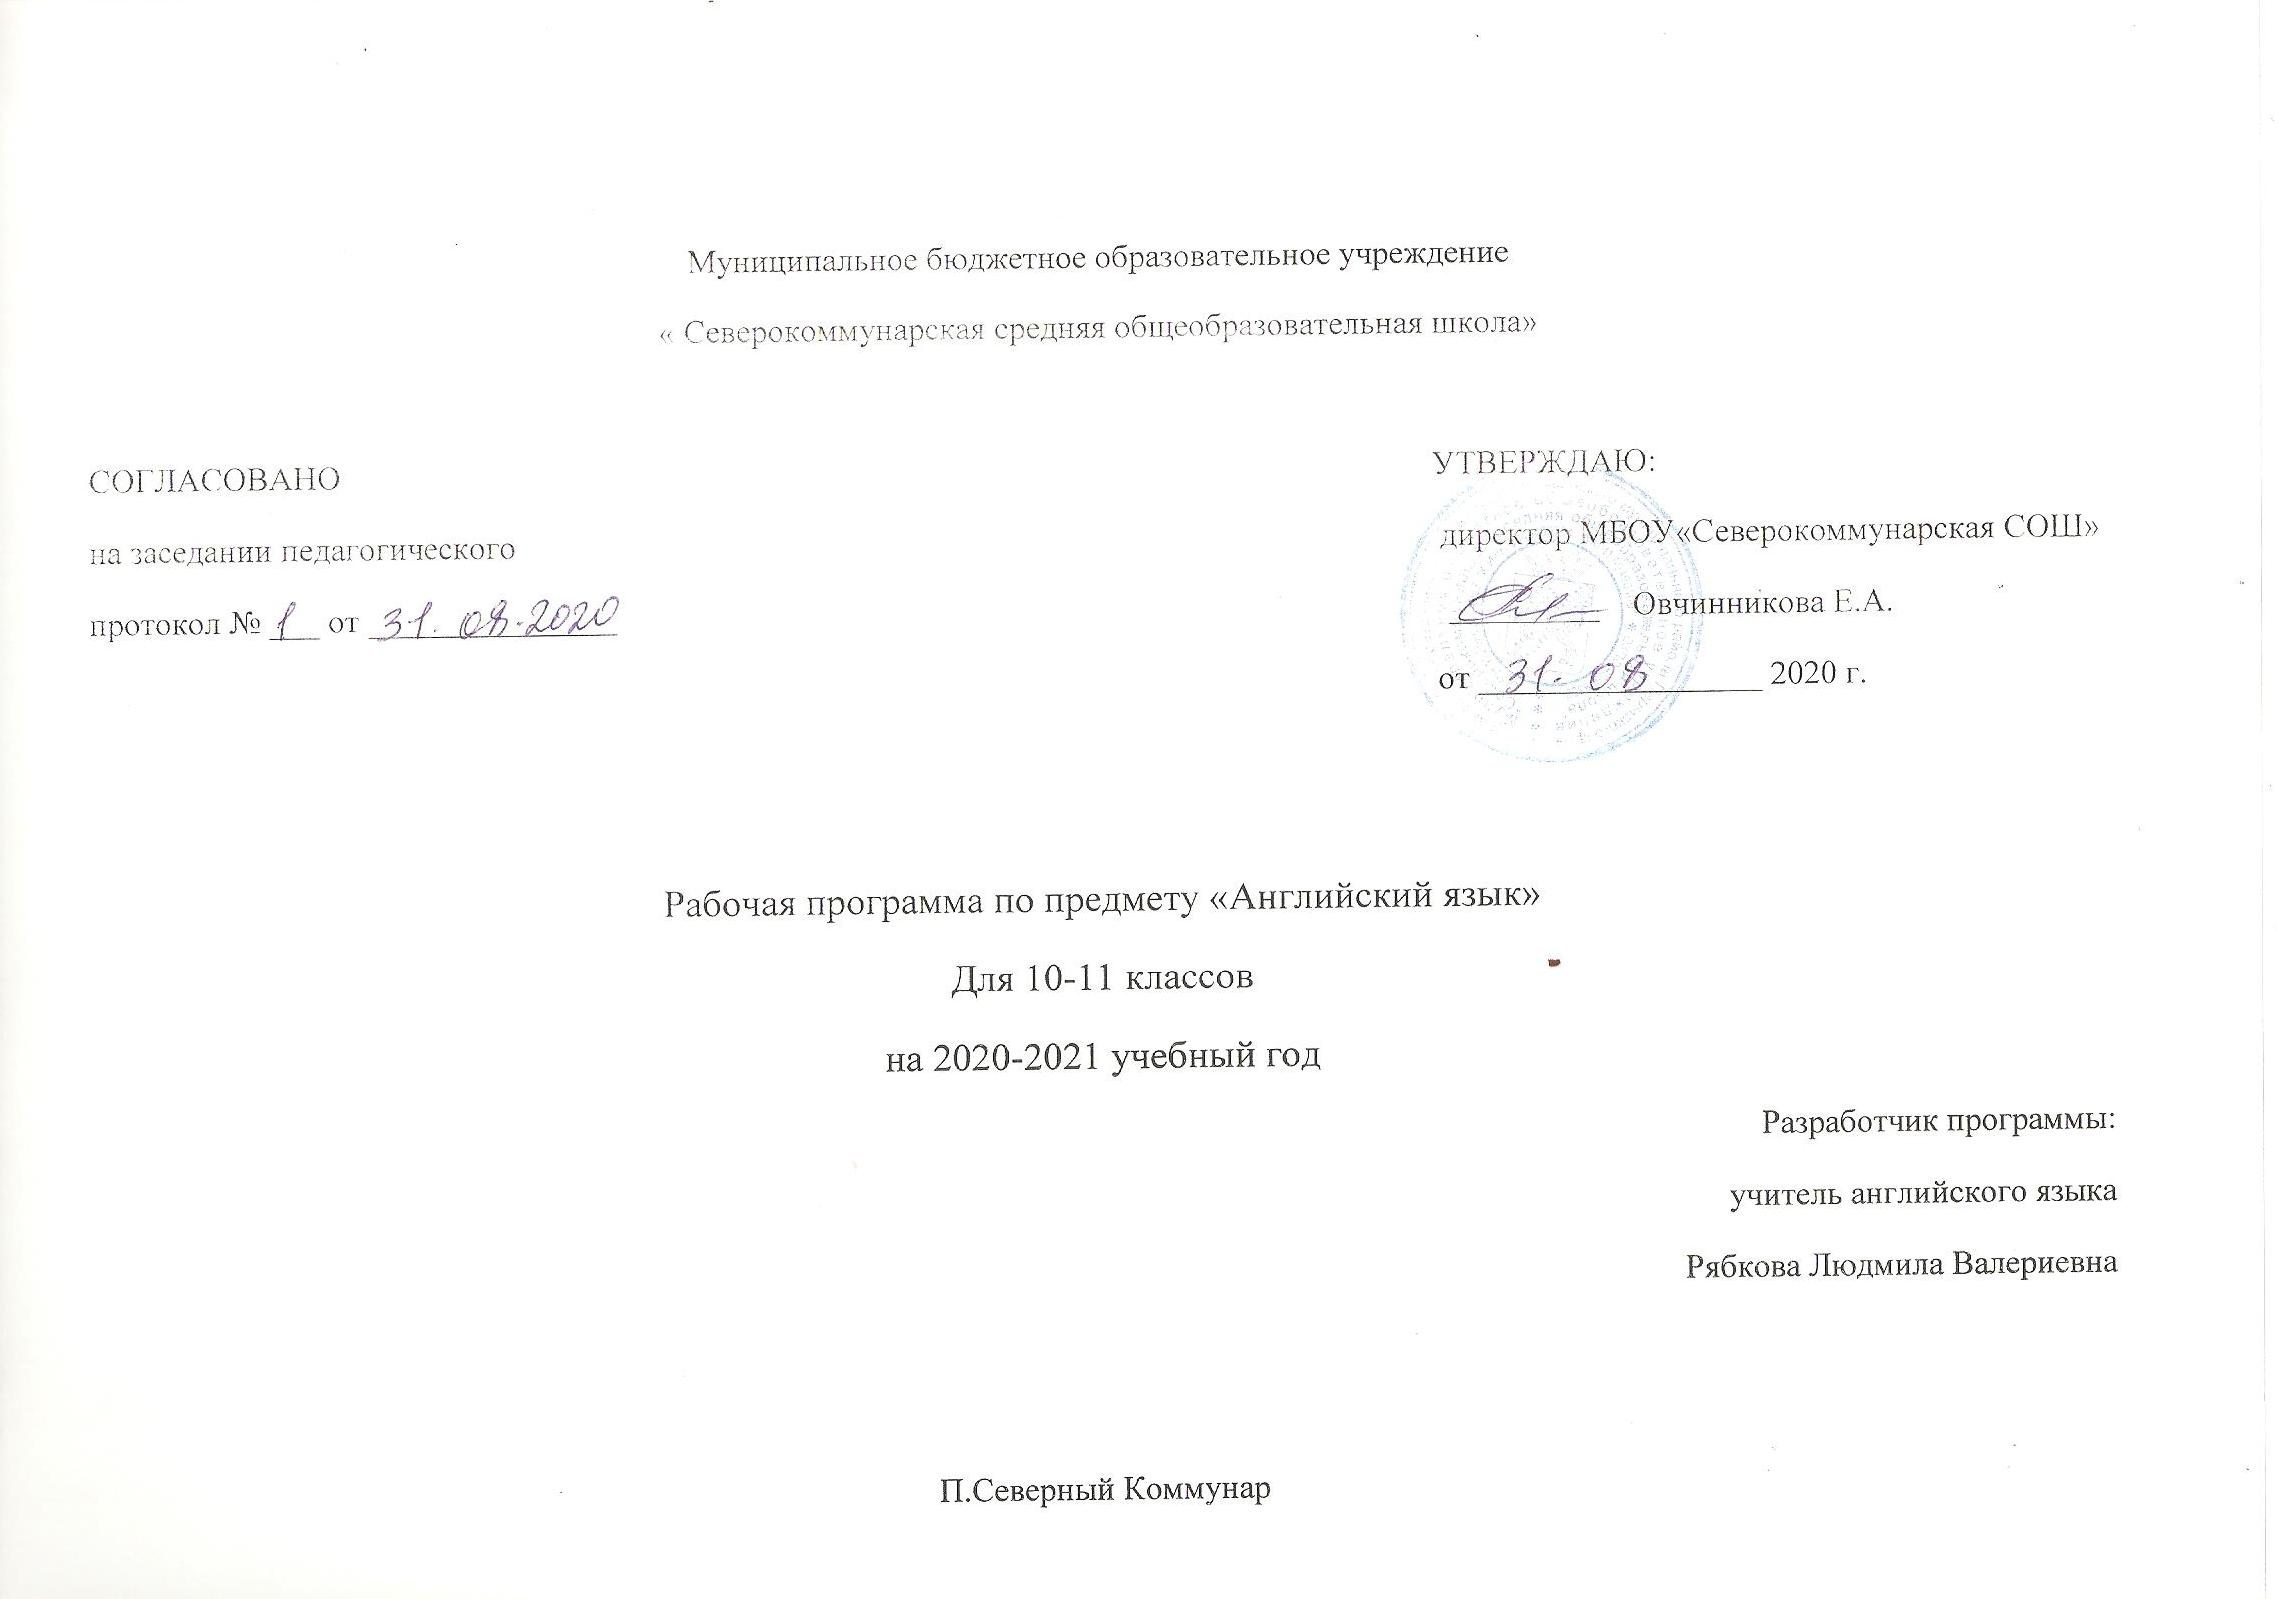 Муниципальное бюджетное образовательное учреждение
« Северокоммунарская средняя общеобразовательная школа»
СОГЛАСОВАНО
на заседании педагогического
протокол № 1 от 31.08.2020
УТВЕРЖДАЮ:
директор МБОУ«Северокоммунарская СОШ»
Овчинникова Е.А.
от 31.08 2020 г.
Рабочая программа по предмету «Английский язык»
Для 10-11 классов
на 2020-2021 учебный год
Разработчик программы:
учитель английского языка
Рябкова Людмила Валериевна
П.Северный Коммунар